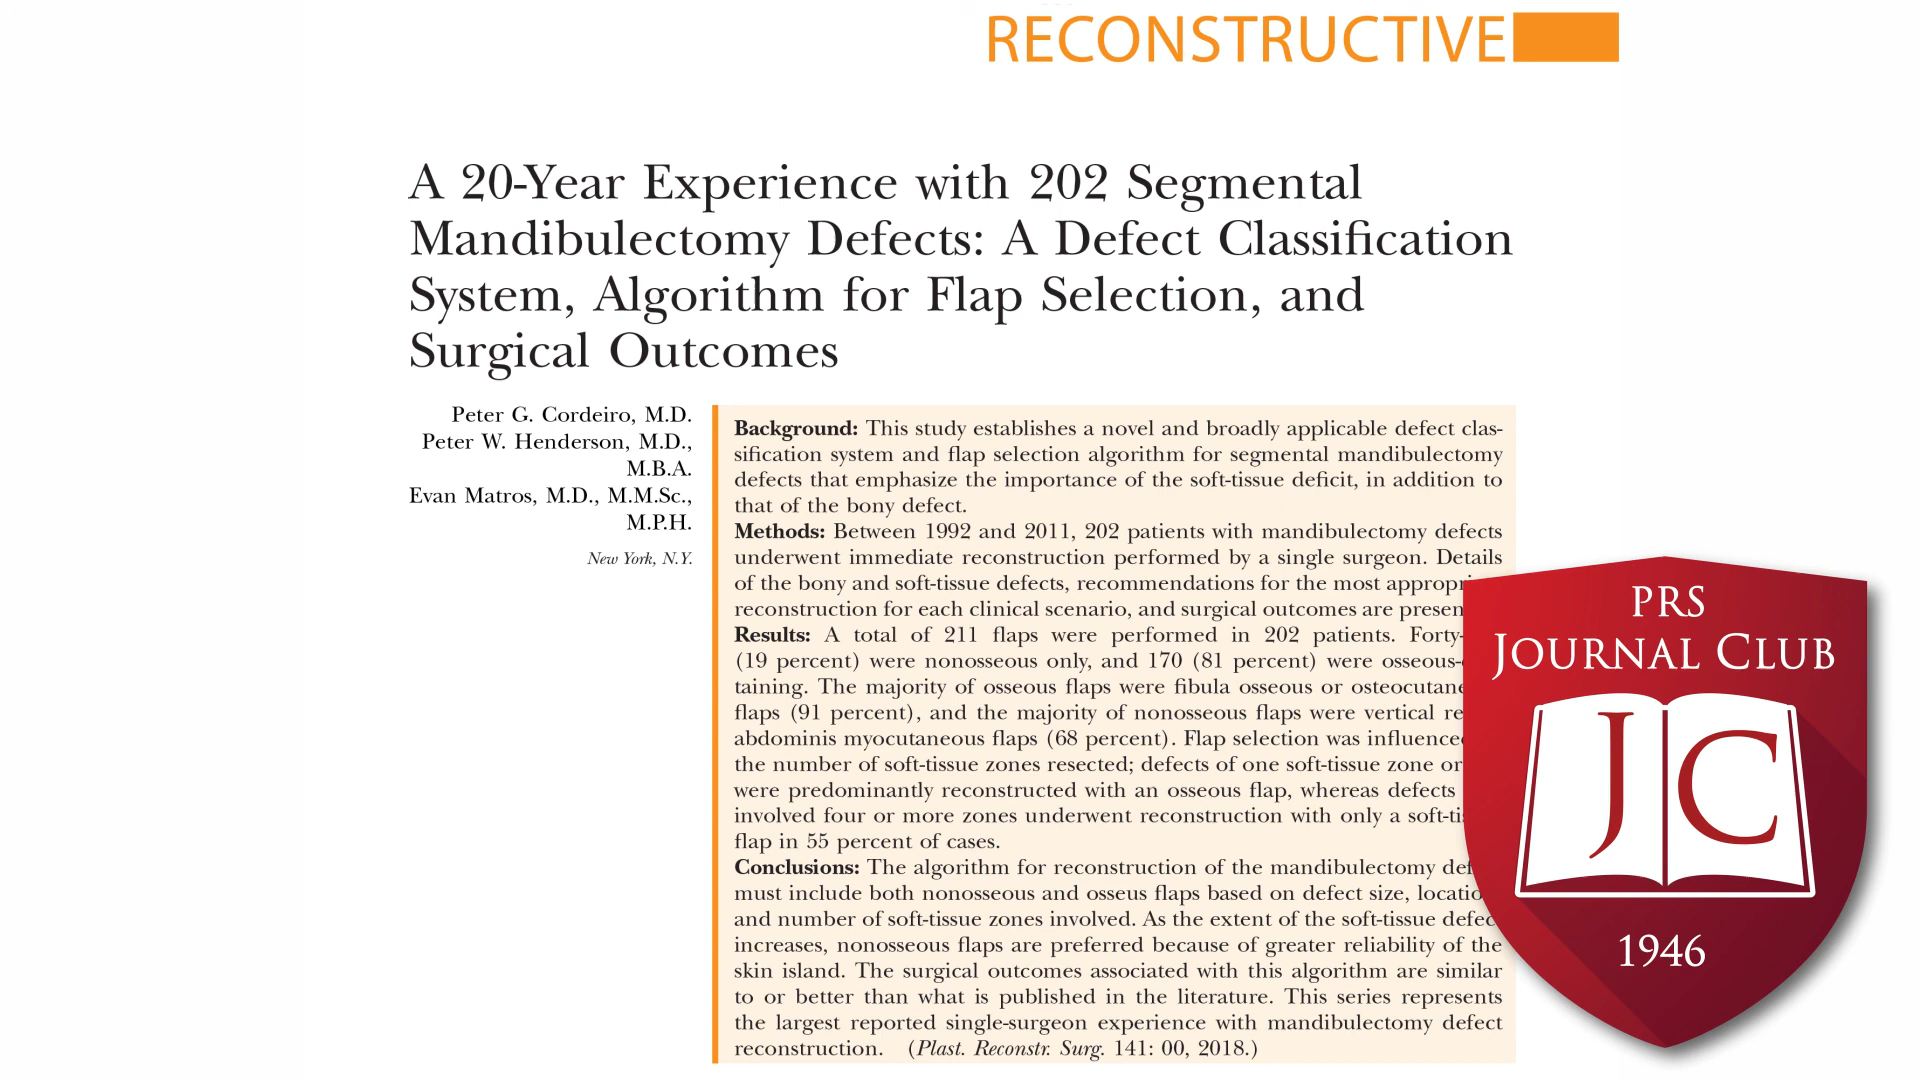 RECONSTRUCTIVE
A 20-Year Experience with 202 Segmental
Mandibulectomy Defects: A Defect Classification
System, Algorithm for Flap Selection, and
Surgical Outcomes
Peter G. Cordeiro, M.D.
Peter W. Henderson, M.D.,
M.B.A.
Evan Matros, M.D., M.M.Sc.,
M.P.H.
New York, N.Y.
Background: This study establishes a novel and broadly applicable defect clas-
sification system and flap selection algorithm for segmental mandibulectomy
defects that emphasize the importance of the soft-tissue deficit, in addition to
that of the bony defect.
Methods: Between 1992 and 2011, 202 patients with mandibulectomy defects
underwent immediate reconstruction performed by a single surgeon. Details
of the bony and soft-tissue defects, recommendations for the most appropri
reconstruction for each clinical scenario, and surgical outcomes are presen
Results: A total of 211 flaps were performed in 202 patients. Forty-
(19 percent) were nonosseous only, and 170 (81 percent) were osseous-
taining. The majority of osseous flaps were fibula osseous or osteocutane
flaps (91 percent), and the majority of nonosseous flaps were vertical re
abdominis myocutaneous flaps (68 percent). Flap selection was influence
the number of soft-tissue zones resected; defects of one soft-tissue zone or
were predominantly reconstructed with an osseous flap, whereas defects
involved four or more zones underwent reconstruction with only a soft-ti
flap in 55 percent of cases.
Conclusions: The algorithm for reconstruction of the mandibulectomy def
must include both nonosseous and osseus flaps based on defect size, locatio
and number of soft-tissue zones involved. As the extent of the soft-tissue defec
increases, nonosseous flaps are preferred because of greater reliability of the
skin island. The surgical outcomes associated with this algorithm are similar
to or better than what is published in the literature. This series represents
the largest reported single-surgeon experience with mandibulectomy defect
reconstruction. (Plast. Reconstr. Surg. 141: 00, 2018.)
PRS
JOURNAL CLUB
JC
1946